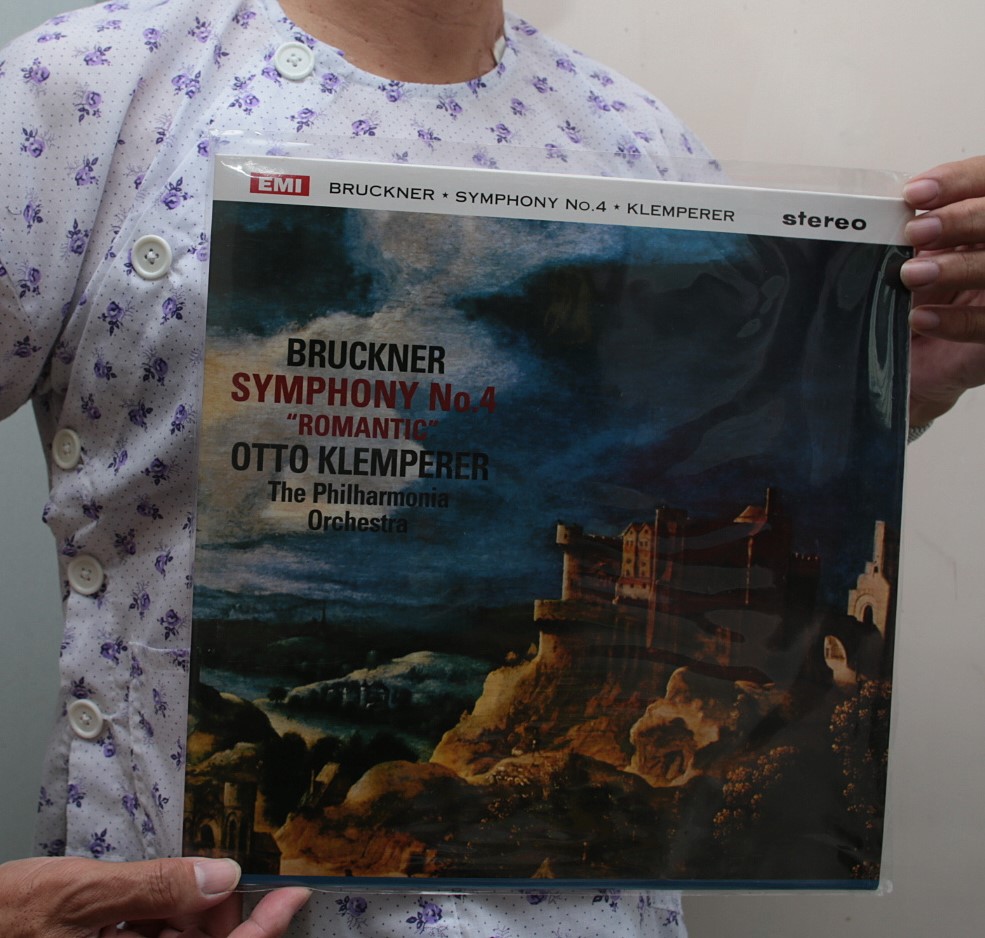 EMI BRUCKNER ★ SYMPHONY No.4 ★ KLEMPERER stereo
BRUCKNER
SYMPHONY No.4
“ROMANTIC”
OTTO KLEMPERER
The Philharmonia
Orchestra